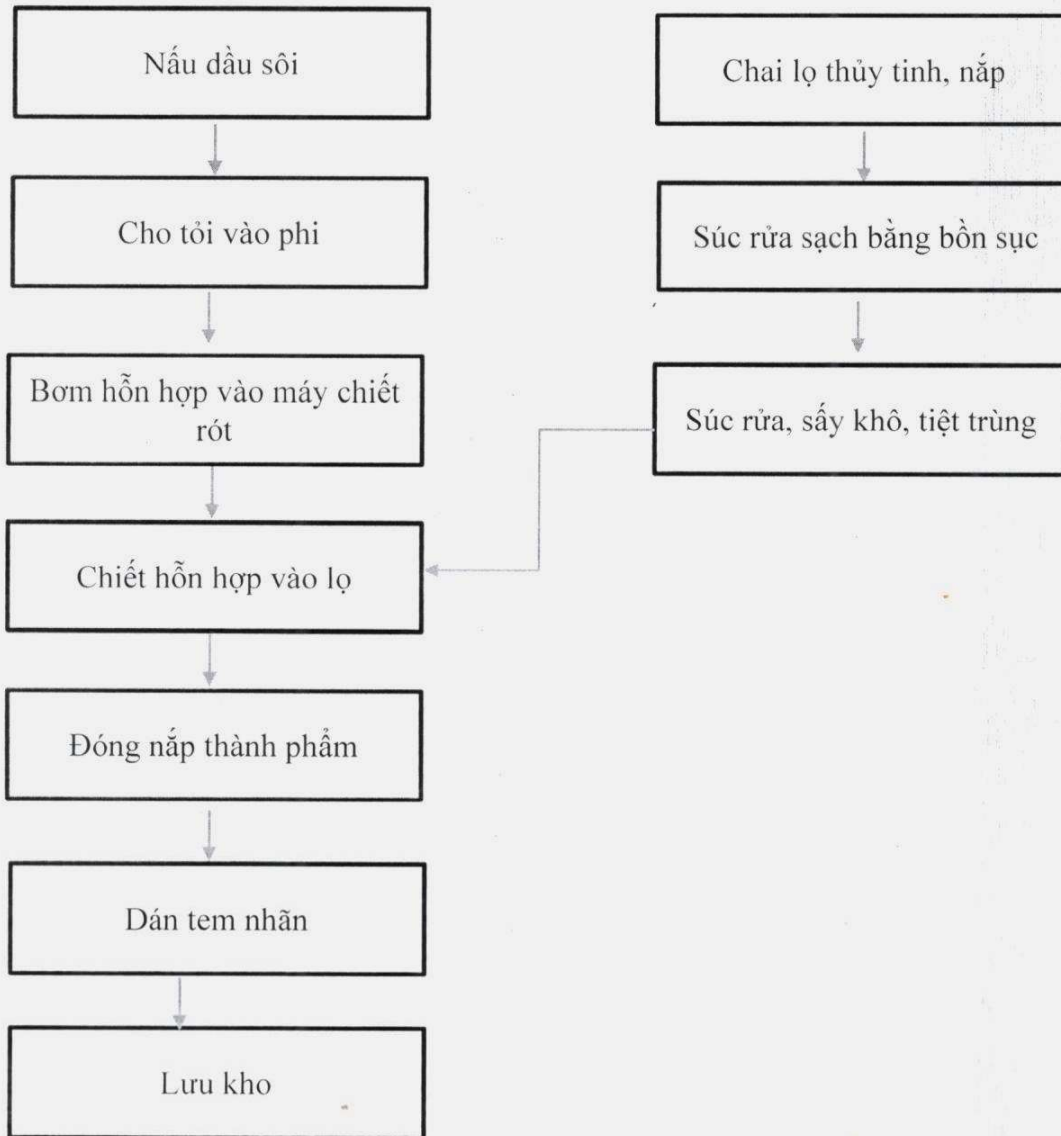 Nấu dầu sôi
Cho tỏi vào phi
Bơm hỗn hợp vào máy chiết
rót
Chiết hỗn hợp vào lọ
Đóng nắp thành phẩm
Dán tem nhãn
Lưu kho
Chai lọ thủy tinh, nắp
Súc rửa sạch bằng bồn sục
Súc rửa, sấy khô, tiệt trùng